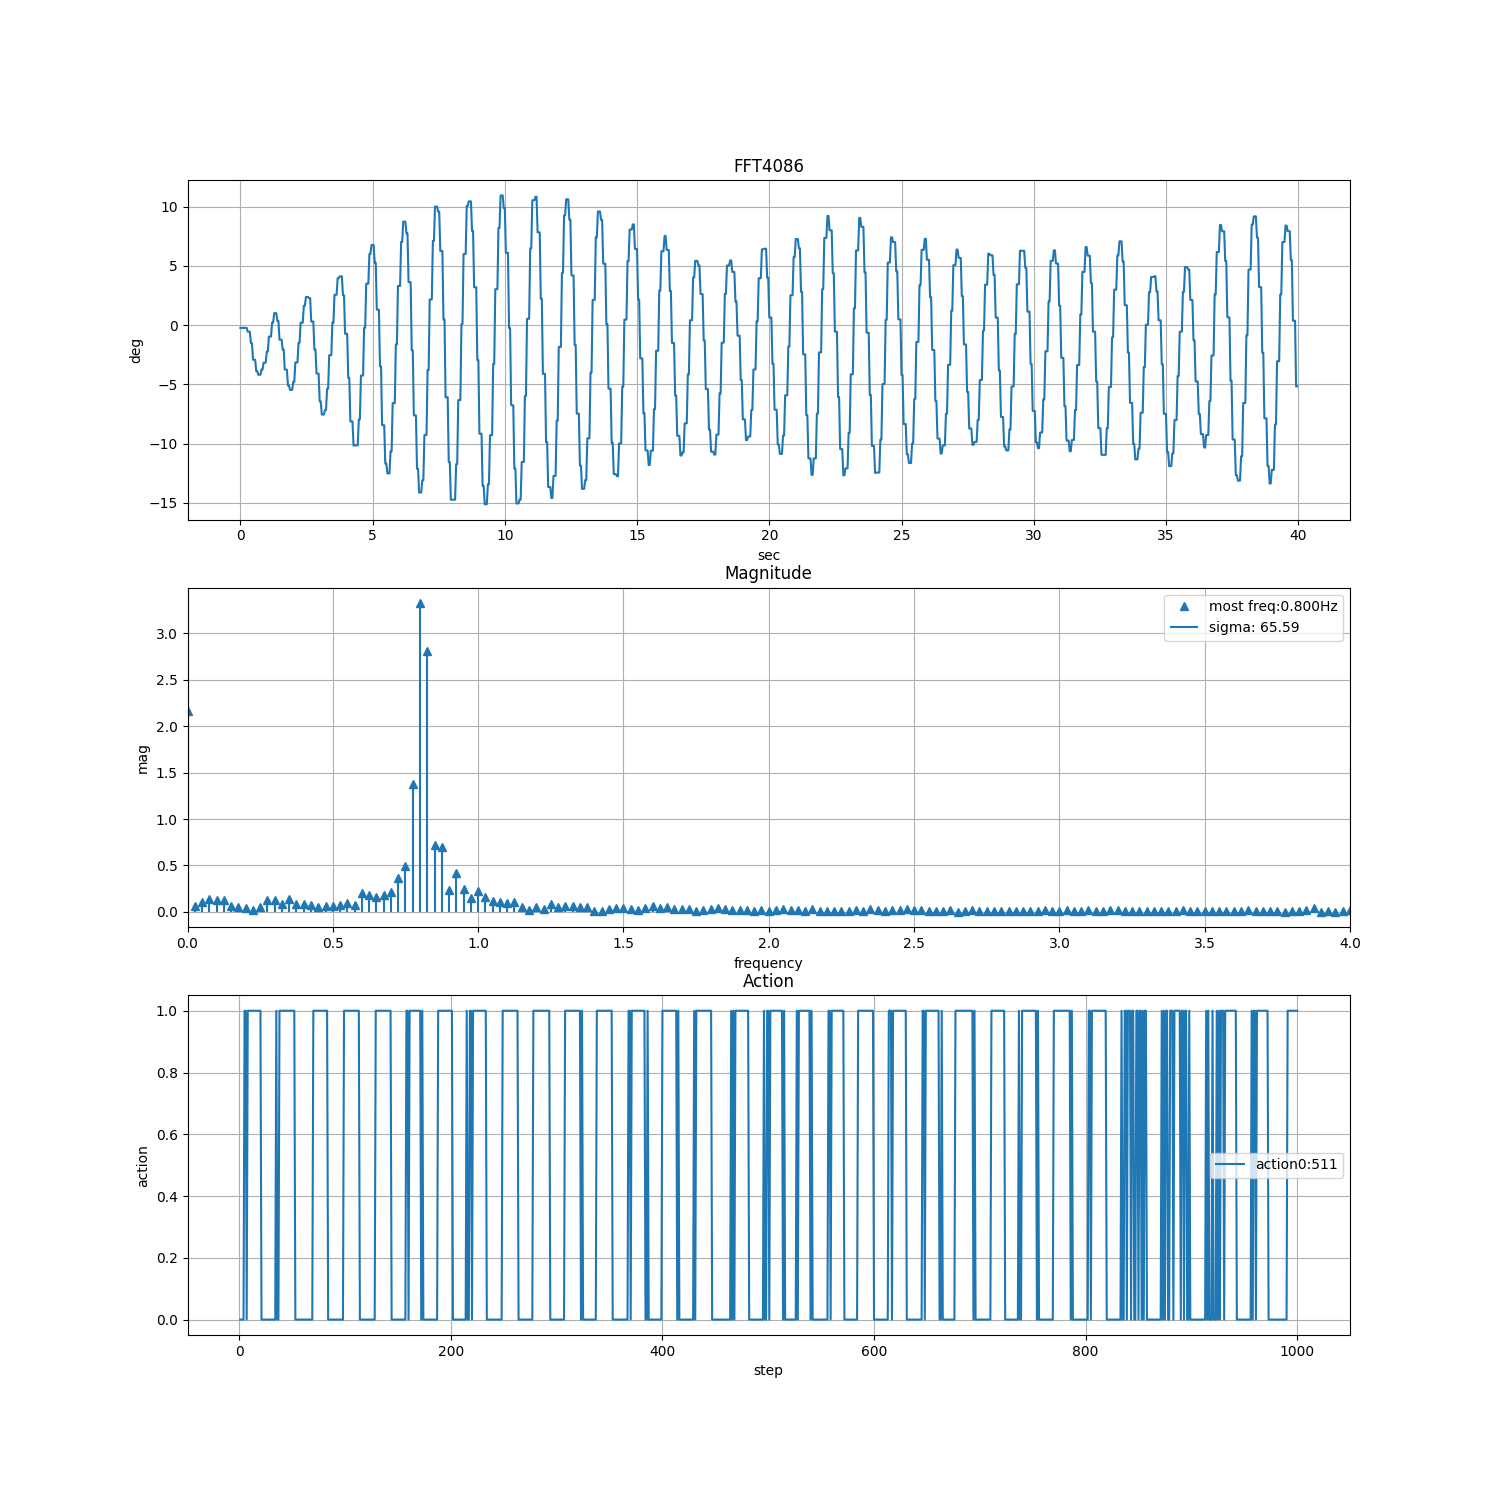 FFT4086
10
5
0
−5
−10
−15
deg
0 5 10 15 20 25 30 35 40
sec
Magnitude
most freq:0.800Hz
sigma: 65.59
3.0
2.5
2.0
1.5
1.0
0.5
0.0
mag
0.0 0.5 1.0 1.5 2.0 2.5 3.0 3.5 4.0
frequency
Action
1.0
0.8
0.6
0.4
0.2
0.0
action
action0:511
0 200 400 600 800 1000
step